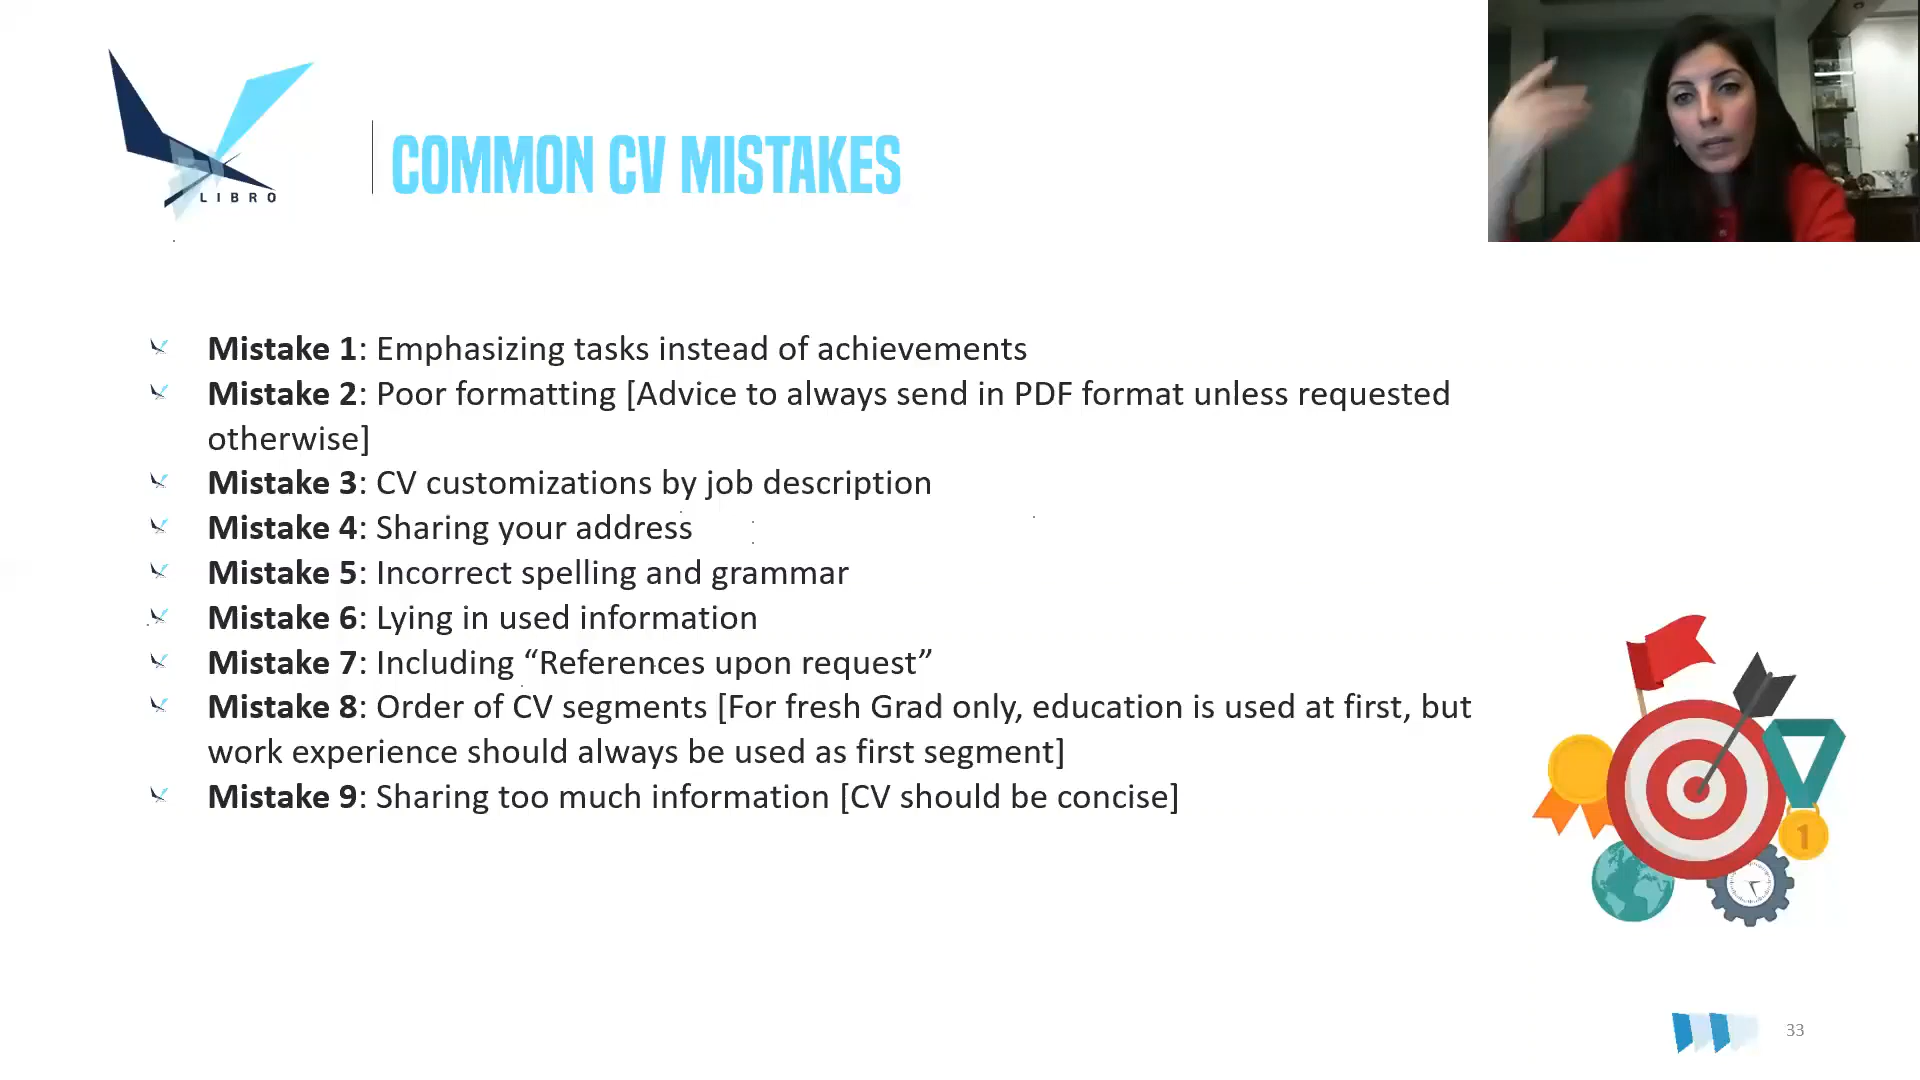 LIBRO
COMMON CV MISTAKES
Mistake 1: Emphasizing tasks instead of achievements
Mistake 2: Poor formatting [Advice to always send in PDF format unless requested
otherwise]
Mistake 3: CV customizations by job description
Mistake 4: Sharing your address
Mistake 5: Incorrect spelling and grammar
Mistake 6: Lying in used information
Mistake 7: Including “References upon request”
Mistake 8: Order of CV segments [For fresh Grad only, education is used at first, but
work experience should always be used as first segment]
Mistake 9: Sharing too much information [CV should be concise]
1
33